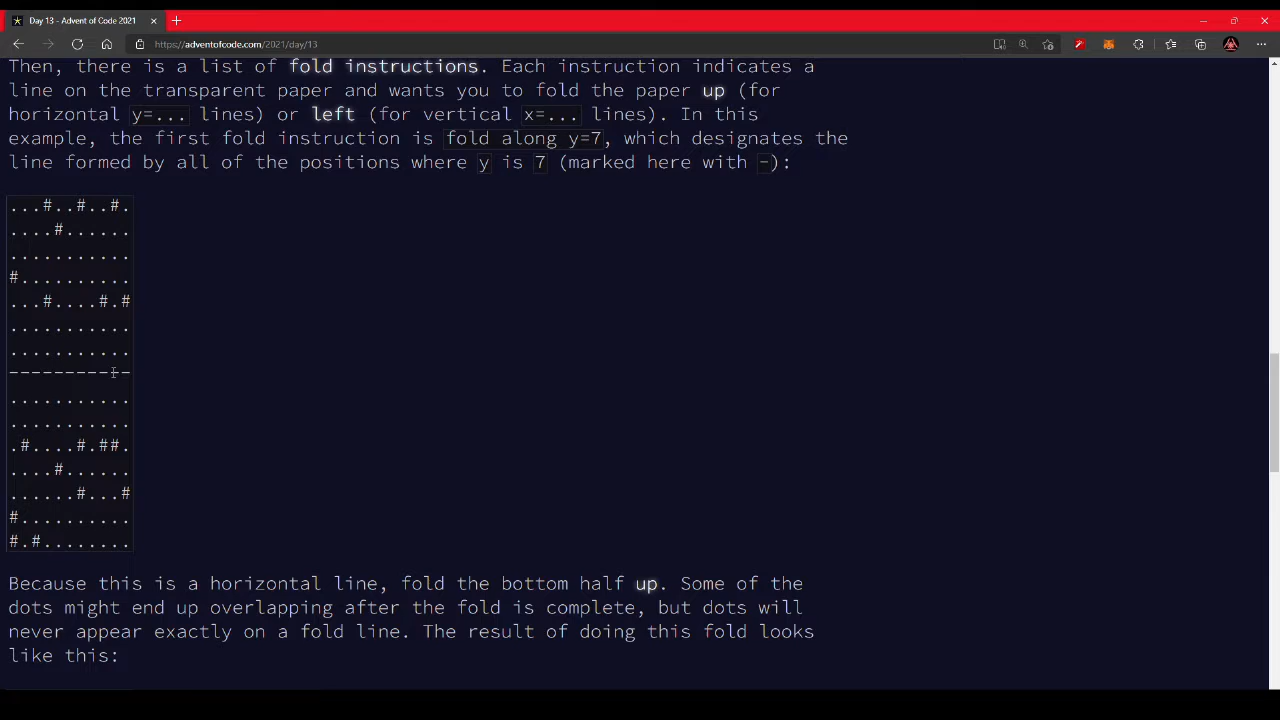 Day 13 - Advent of Code 2021
https://adventofcode.com/2021/day/13
Then, there is a list of fold instructions. Each instruction indicates a
line on the transparent paper and wants you to fold the paper up (for
horizontal y=... lines) or left (for vertical x=... lines). In this
example, the first fold instruction is fold along y=7, which designates the
line formed by all of the positions where y is 7 (marked here with -):
...#..#..#.
....#......
...........
#..........
...#....#.#
...........
...........
-----------
...........
...........
.#....#.##.
....#......
......#...#
#..........
#.#........
Because this is a horizontal line, fold the bottom half up. Some of the
dots might end up overlapping after the fold is complete, but dots will
never appear exactly on a fold line. The result of doing this fold looks
like this: